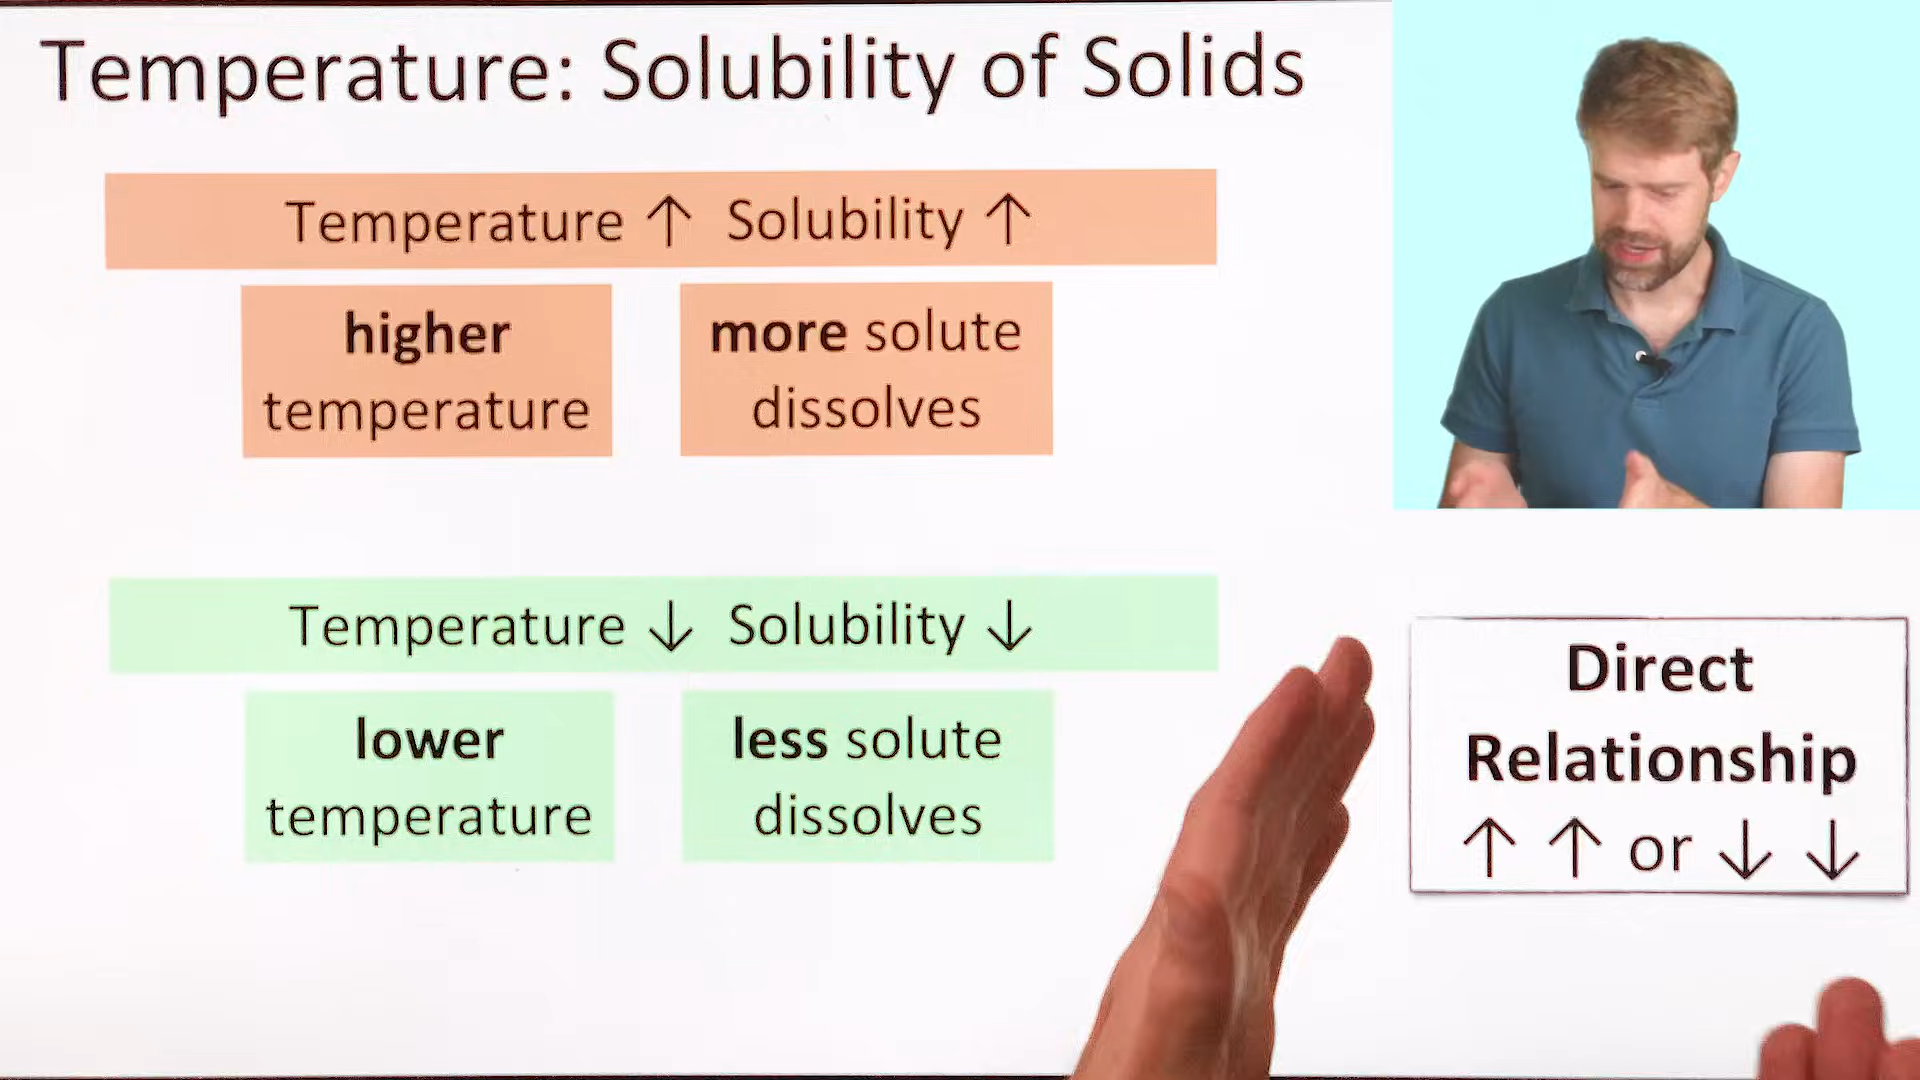 Temperature: Solubility of Solids
Temperature ↑ Solubility ↑
higher
temperature
more solute
dissolves
Temperature ↓ Solubility ↓
lower
temperature
less solute
dissolves
Direct
Relationship
↑ ↑ or ↓ ↓